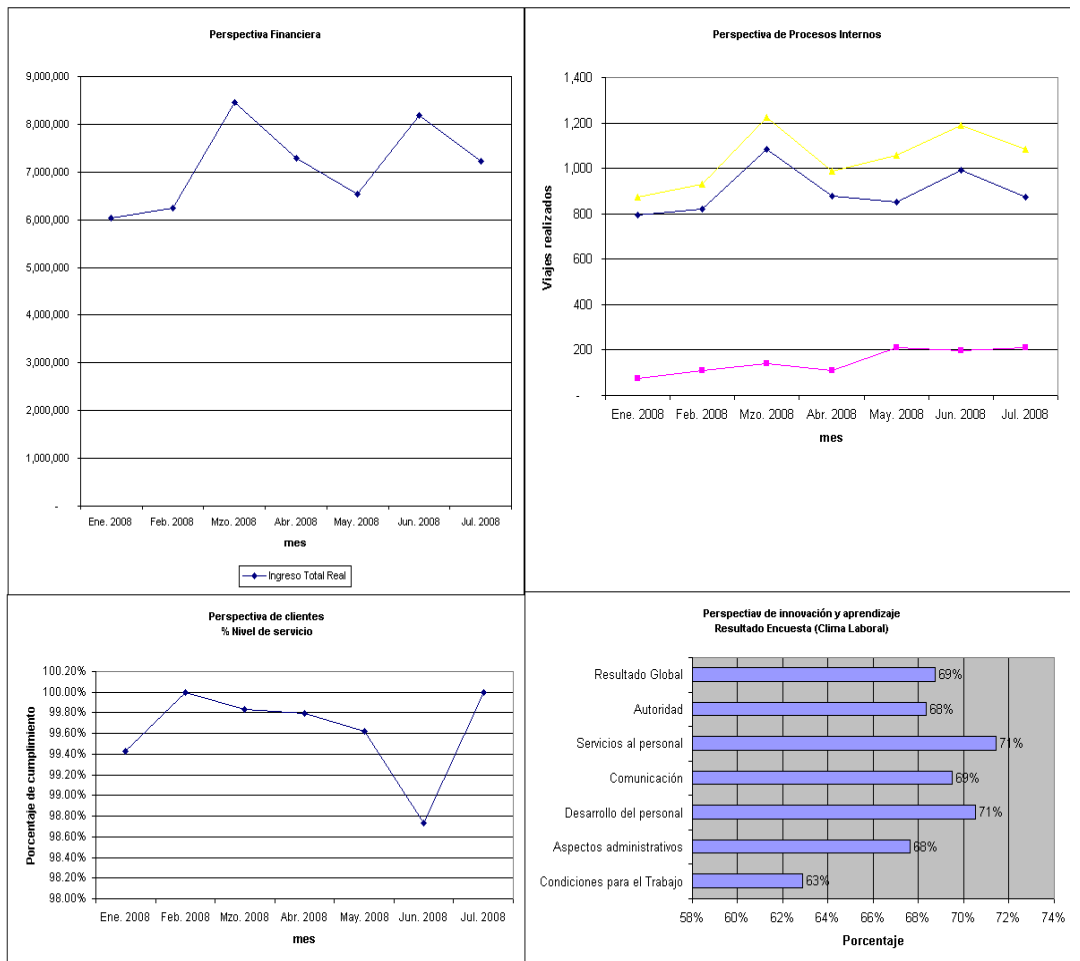 Perspectiva Financiera
9,000,000
8,000,000
7,000,000
6,000,000
5,000,000
4,000,000
3,000,000
2,000,000
1,000,000
-
Ene. 2008 Feb. 2008 Mzo. 2008 Abr. 2008 May. 2008 Jun. 2008 Jul. 2008
mes
Ingreso Total Real
Perspectiva de Procesos Internos
Viajes realizados
1,400
1,200
1,000
800
600
400
200
-
Ene. 2008 Feb. 2008 Mzo. 2008 Abr. 2008 May. 2008 Jun. 2008 Jul. 2008
mes
Perspectiva de clientes
% Nivel de servicio
Porcentaje de cumplimiento
100.20%
100.00%
99.80%
99.60%
99.40%
99.20%
99.00%
98.80%
98.60%
98.40%
98.20%
98.00%
Ene. 2008 Feb. 2008 Mzo. 2008 Abr. 2008 May. 2008 Jun. 2008 Jul. 2008
mes
Perspectiav de innovación y aprendizaje
Resultado Encuesta (Clima Laboral)
Resultado Global 69%
Autoridad 68%
Servicios al personal 71%
Comunicación 69%
Desarrollo del personal 71%
Aspectos administrativos 68%
Condiciones para el Trabajo 63%
58% 60% 62% 64% 66% 68% 70% 72% 74%
Porcentaje